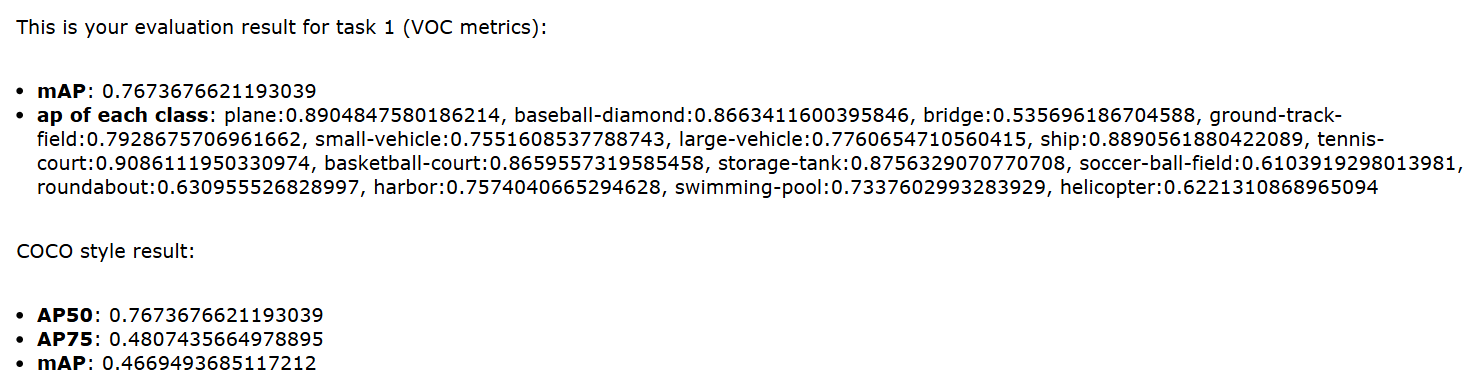 This is your evaluation result for task 1 (VOC metrics):
• mAP: 0.7673676621193039
• ap of each class: plane:0.8904847580186214, baseball-diamond:0.8663411600395846, bridge:0.535696186704588, ground-track-
field:0.7928675706961662, small-vehicle:0.7551608537788743, large-vehicle:0.7760654710560415, ship:0.8890561880422089, tennis-
court:0.9086111950330974, basketball-court:0.8659557319585458, storage-tank:0.8756329070770708, soccer-ball-field:0.6103919298013981,
roundabout:0.630955526828997, harbor:0.7574040665294628, swimming-pool:0.7337602993283929, helicopter:0.6221310868965094
COCO style result:
• AP50: 0.7673676621193039
• AP75: 0.4807435664978895
• mAP: 0.4669493685117212